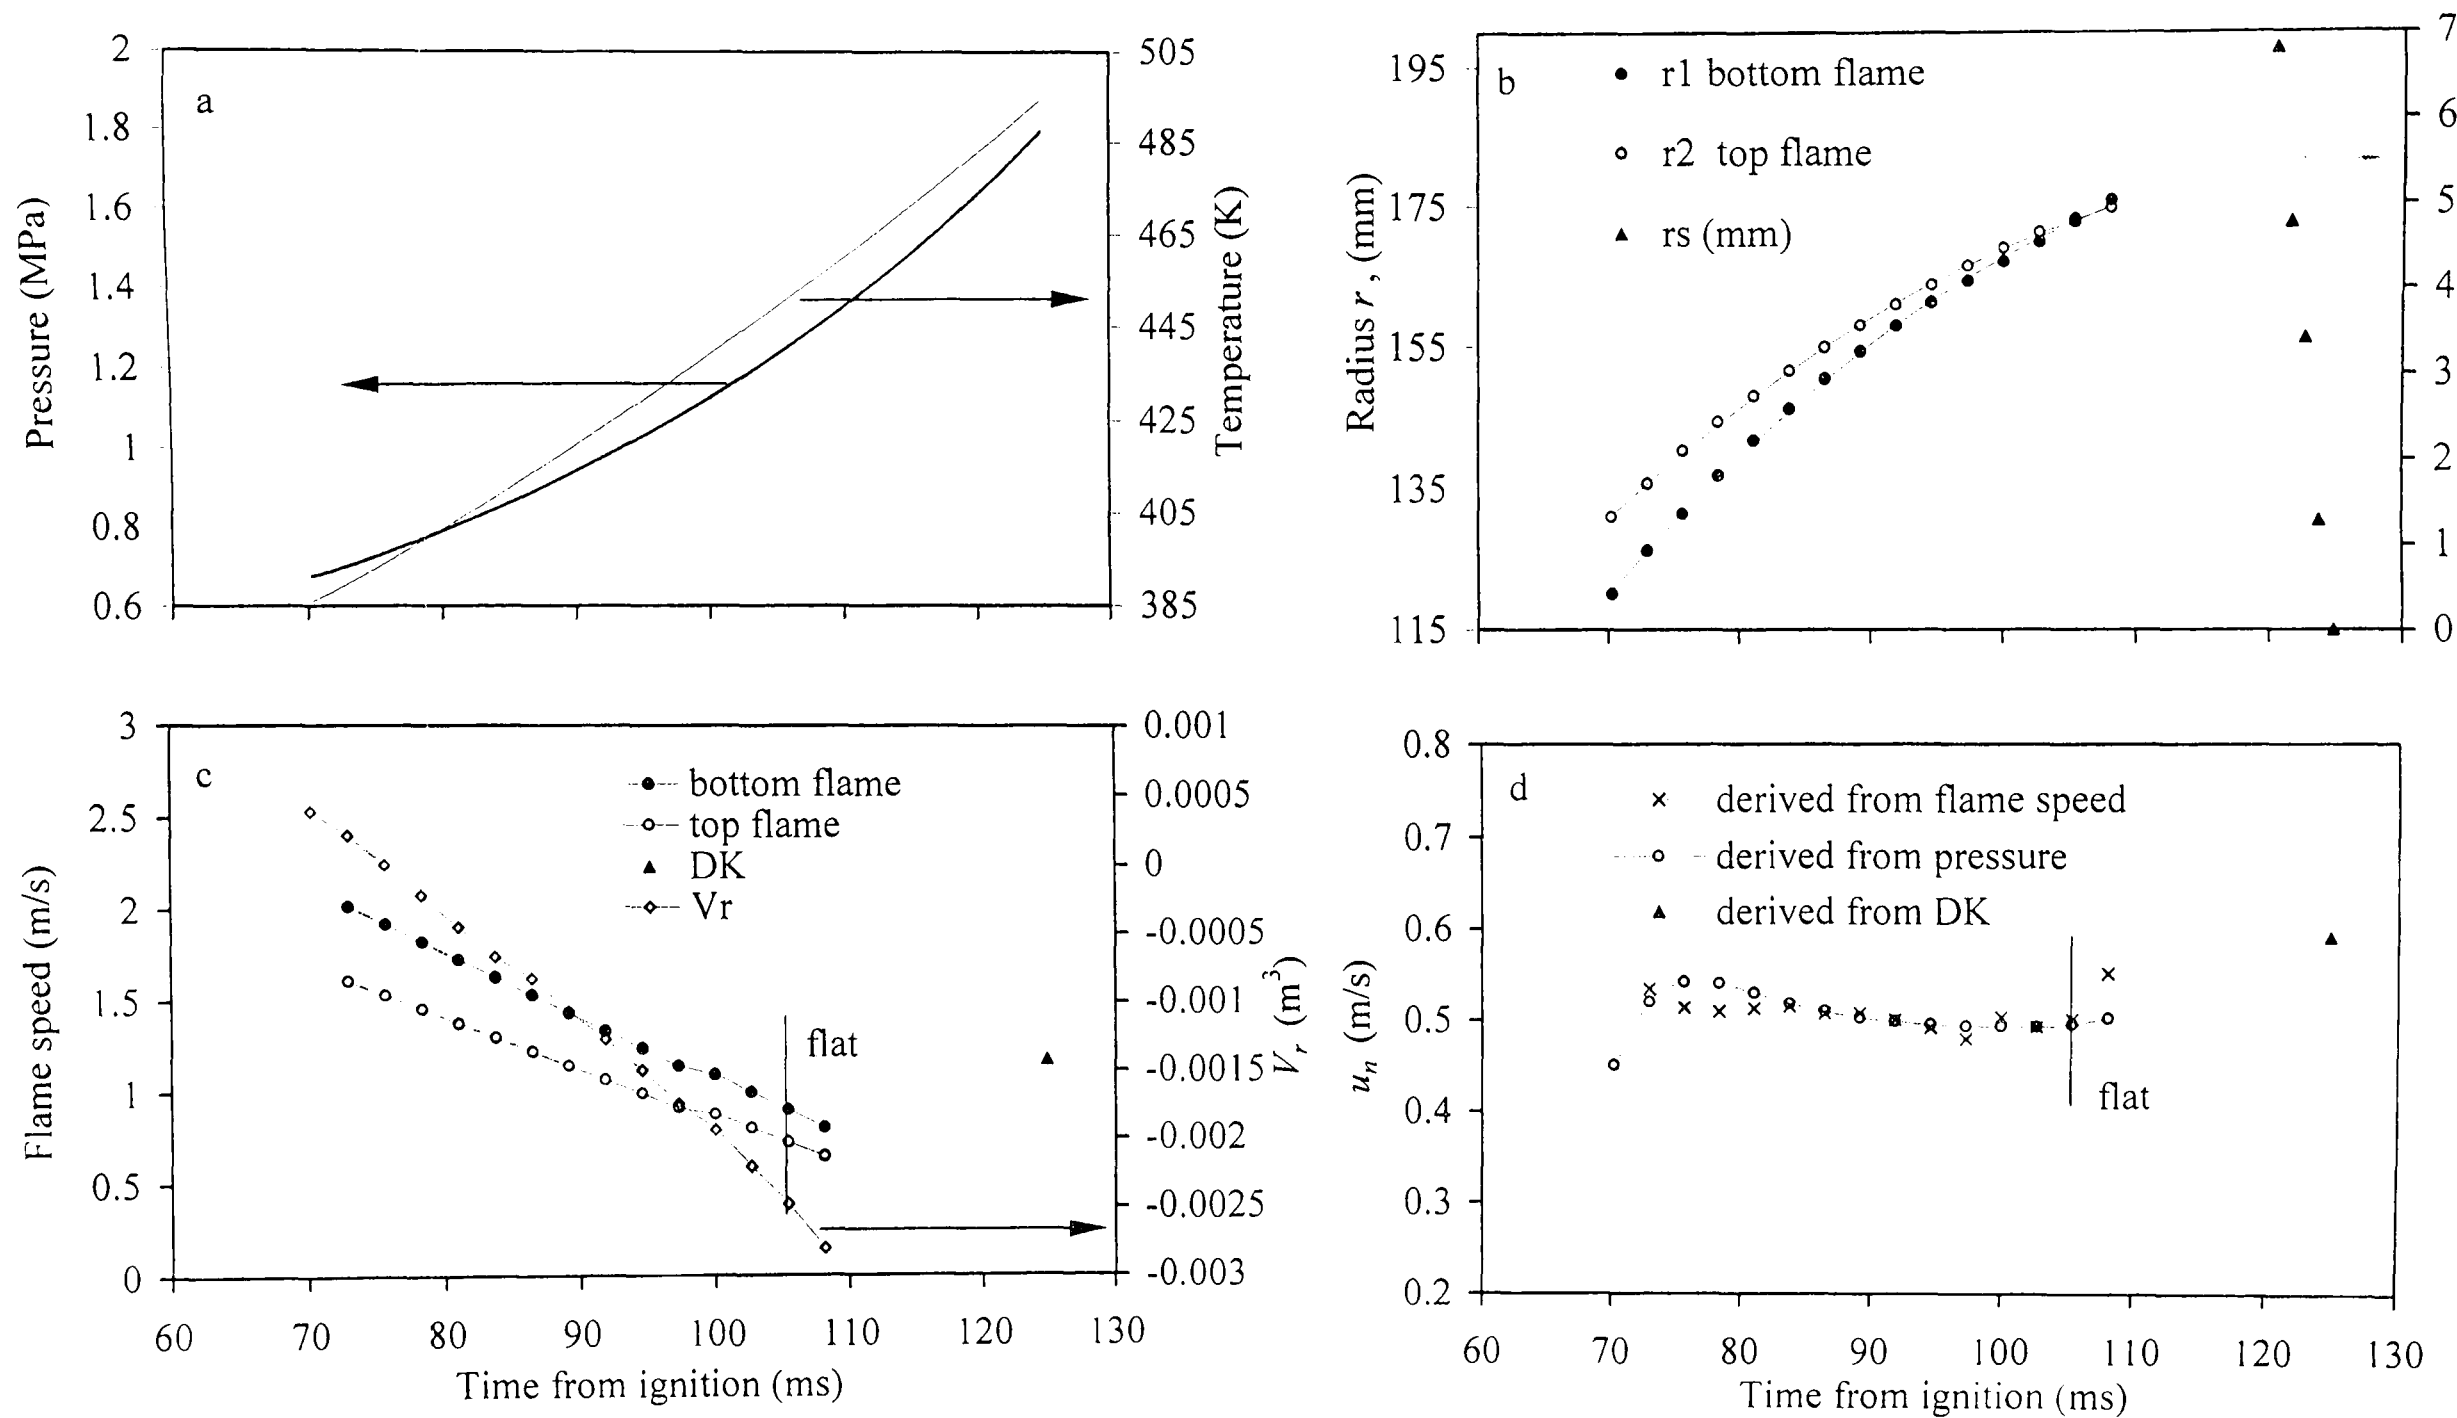 a
2
1.8
1.6
1.4
1.2
1
0.8
0.6
Pressure (MPa)
505
485
465
445
425
405
385
Temperature (K)
b
r1 bottom flame
r2 top flame
rs (mm)
195
175
155
135
115
Radius r, (mm)
7
6
5
4
3
2
1
0
c
bottom flame
top flame
DK
Vr
flat
3
2.5
2
1.5
1
0.5
0
Flame speed (m/s)
0.001
0.0005
0
-0.0005
-0.001
-0.0015
-0.002
-0.0025
-0.003
Vr (m³)
60 70 80 90 100 110 120 130
Time from ignition (ms)
d
derived from flame speed
derived from pressure
derived from DK
flat
0.8
0.7
0.6
0.5
0.4
0.3
0.2
un (m/s)
60 70 80 90 100 110 120 130
Time from ignition (ms)